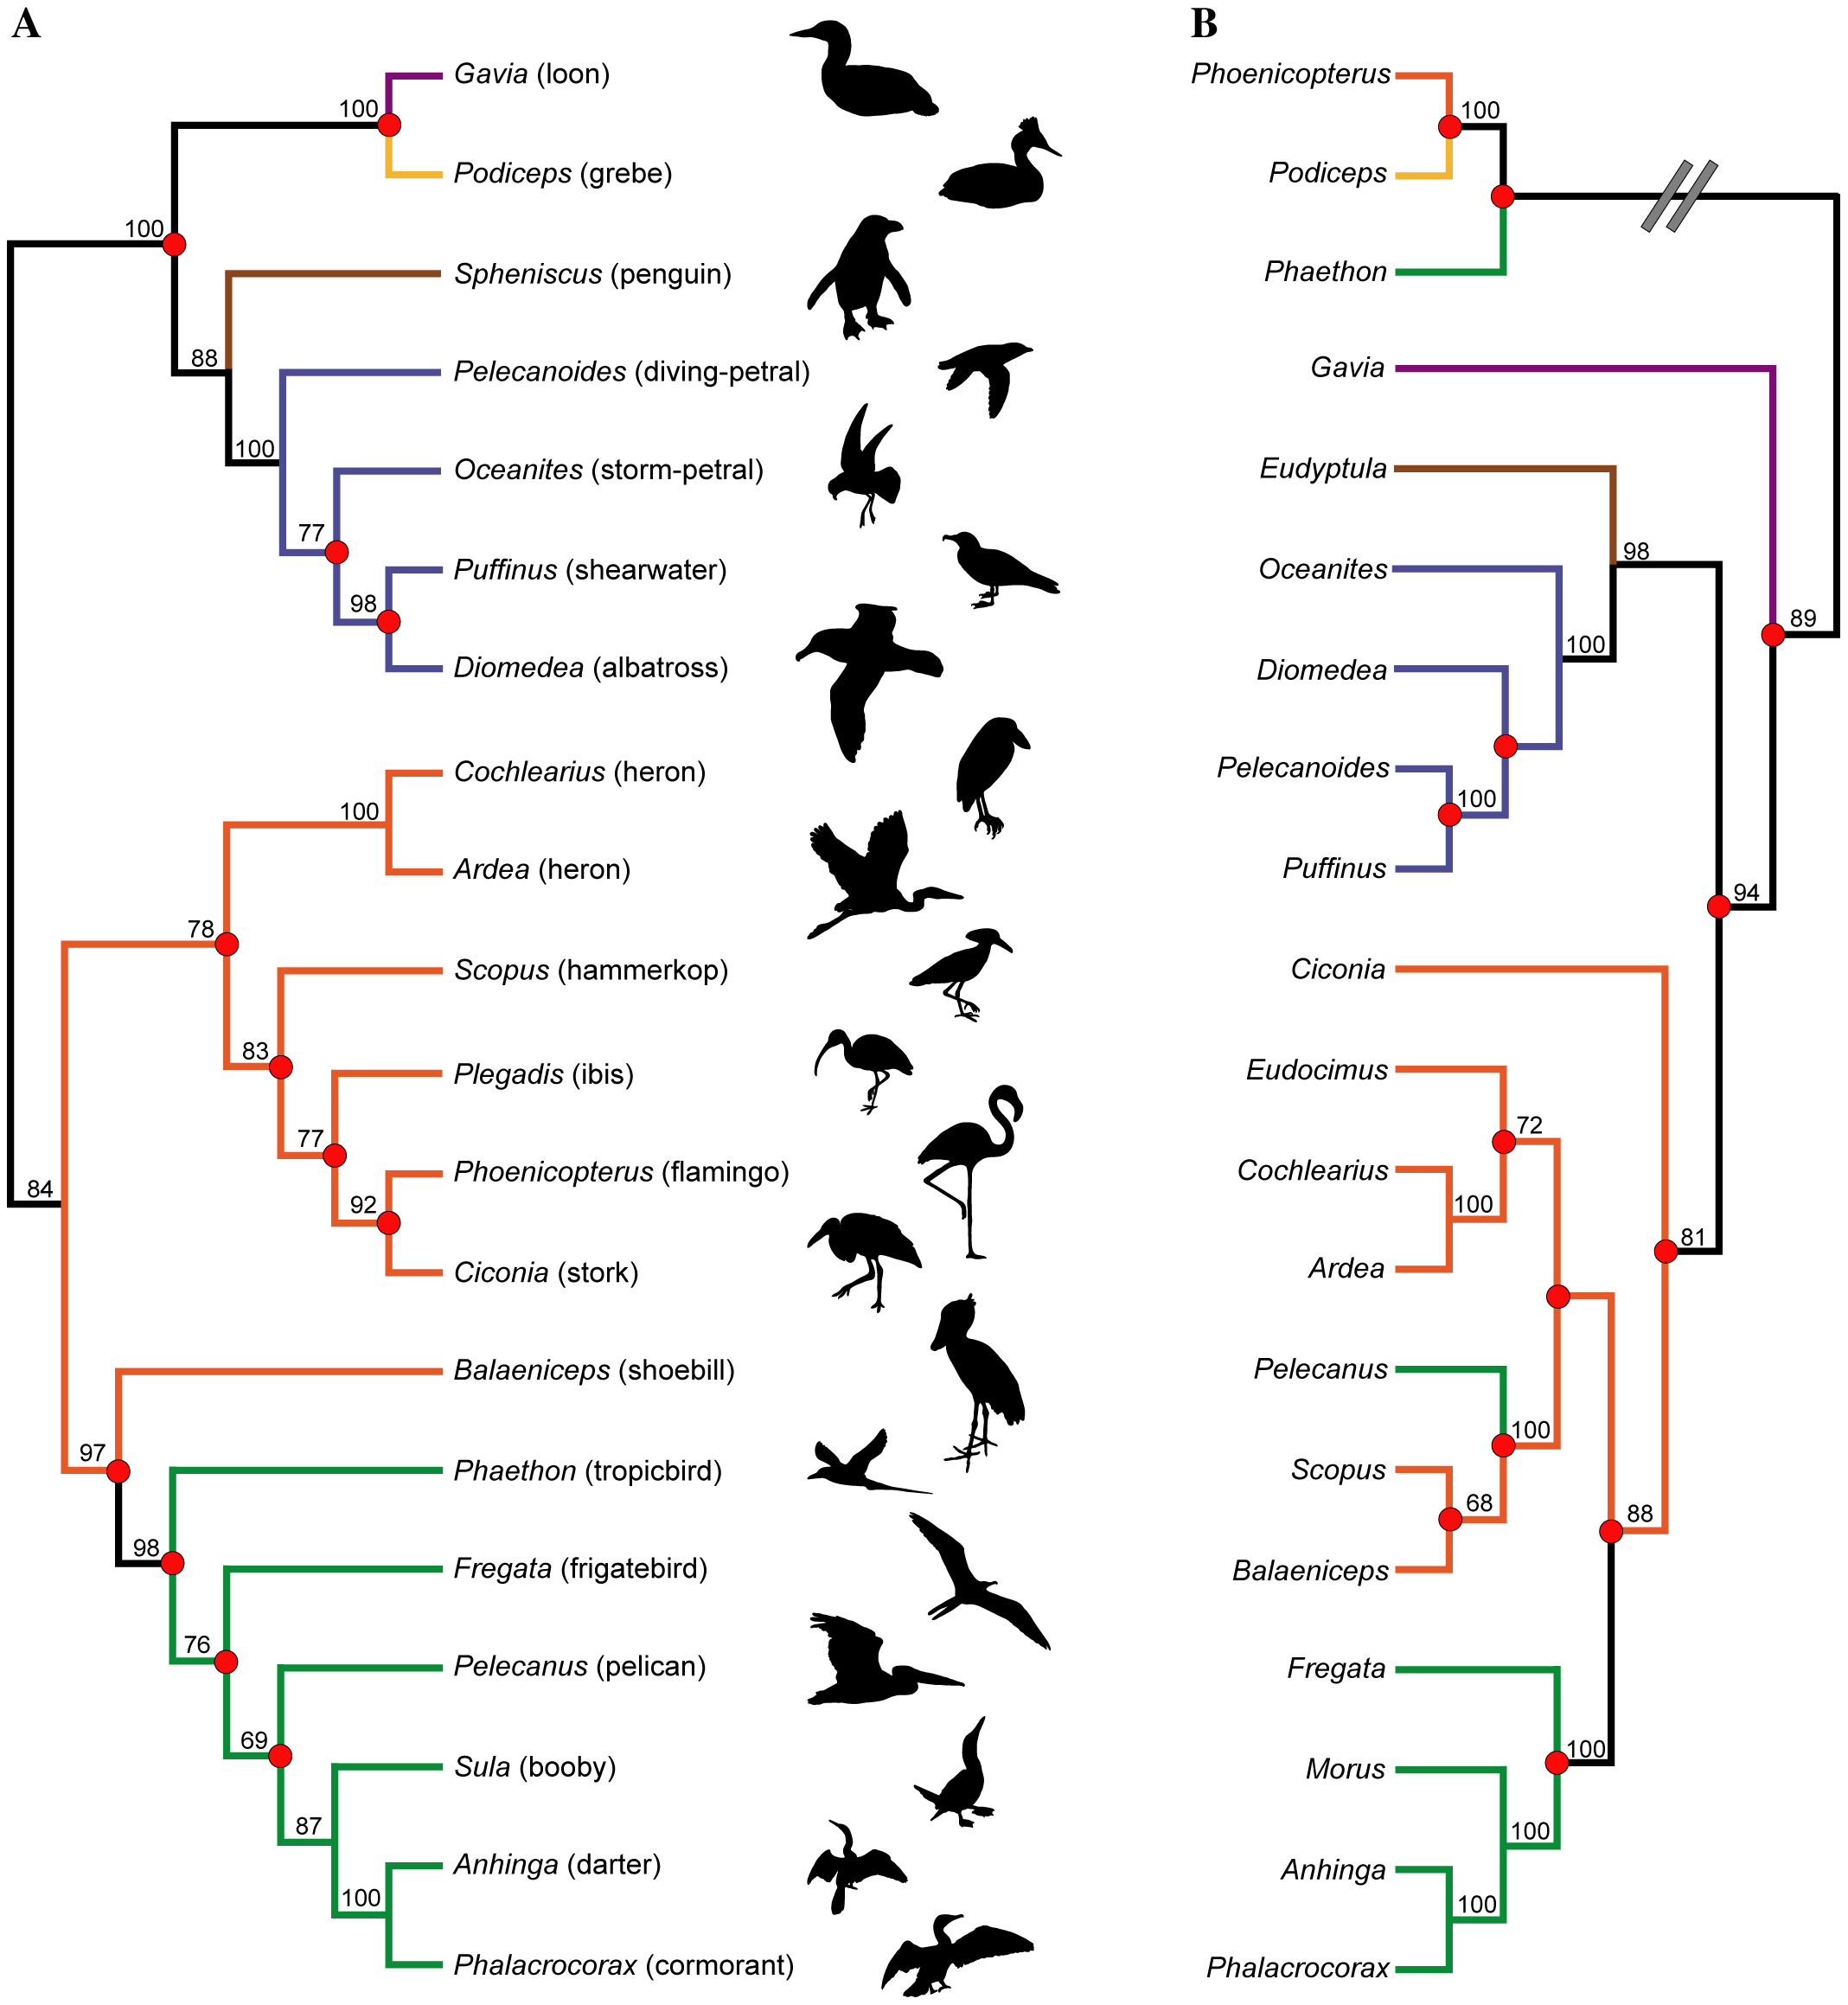 A
Gavia (loon)
100
Podiceps (grebe)
100
Spheniscus (penguin)
88
Pelecanoides (diving-petral)
100
Oceanites (storm-petral)
77
Puffinus (shearwater)
98
Diomedea (albatross)
Cochlearius (heron)
100
Ardea (heron)
78
Scopus (hammerkop)
83
Plegadis (ibis)
77
Phoenicopterus (flamingo)
92
84
Ciconia (stork)
Balaeniceps (shoebill)
97
Phaethon (tropicbird)
98
Fregata (frigatebird)
76
Pelecanus (pelican)
69
Sula (booby)
87
Anhinga (darter)
100
Phalacrocorax (cormorant)
B
Phoenicopterus
100
Podiceps
Phaethon
Gavia
Eudyptula
98
Oceanites
89
100
Diomedea
Pelecanoides
100
Puffinus
94
Ciconia
Eudocimus
72
Cochlearius
100
81
Ardea
Pelecanus
100
Scopus
68
88
Balaeniceps
Fregata
100
Morus
100
Anhinga
100
Phalacrocorax